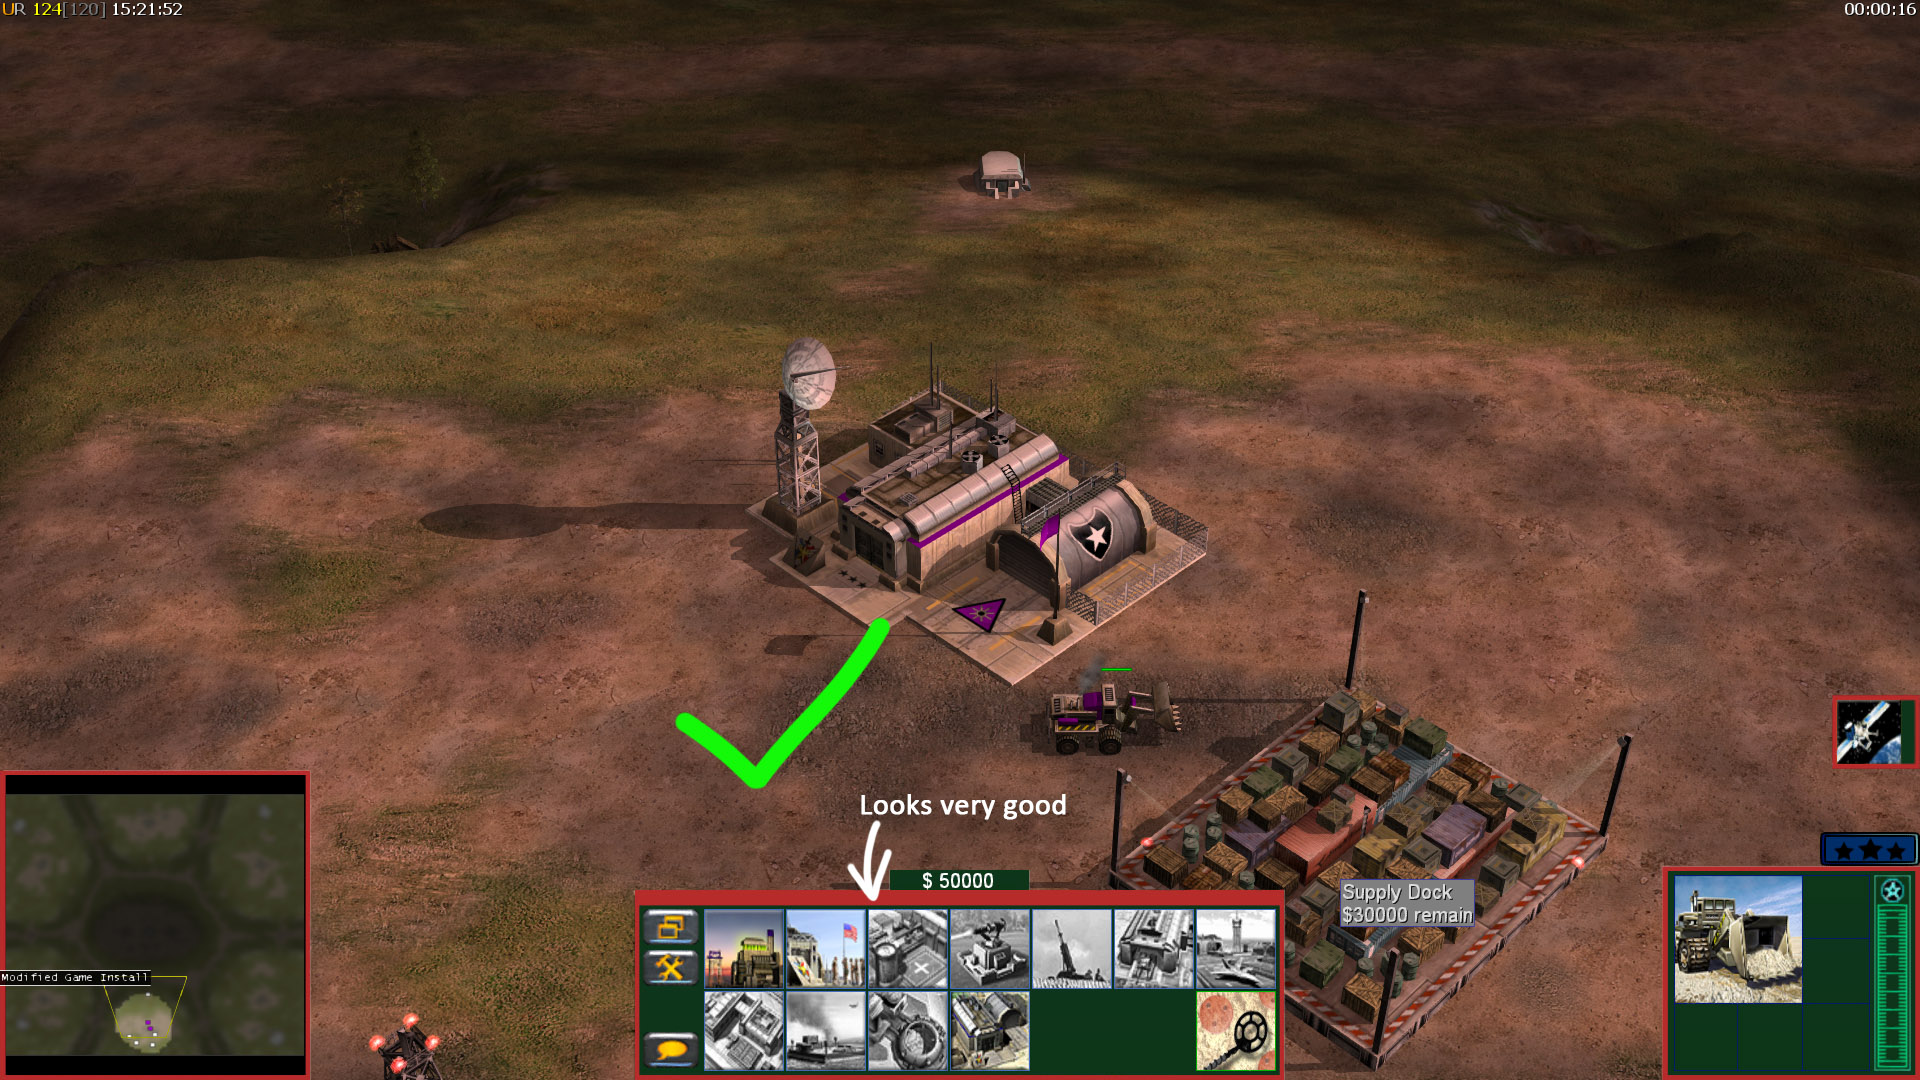 UR 124[120] 15:21:52
00:00:16
Looks very good
$ 50000
Supply Dock
$30000 remain
Modified Game Install